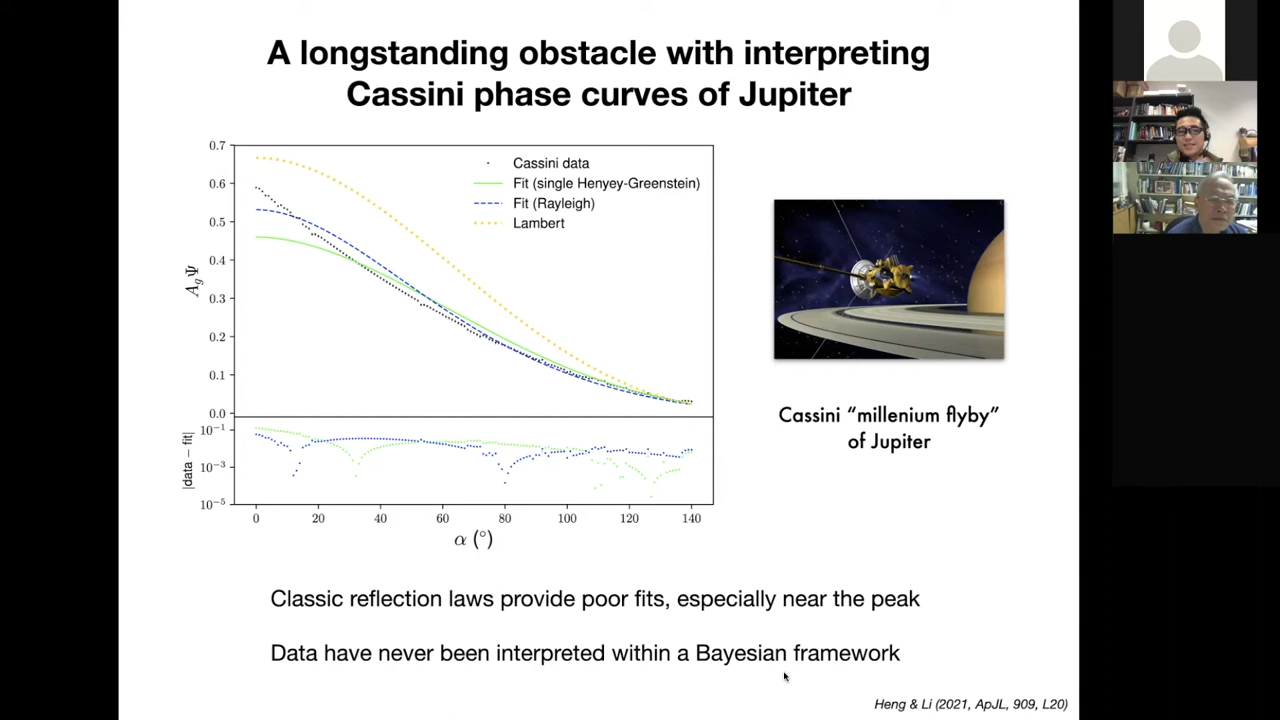 A longstanding obstacle with interpreting
Cassini phase curves of Jupiter
0.7
0.6
0.5
0.4
0.3
0.2
0.1
0.0
A_gΨ
Cassini data
Fit (single Henyey-Greenstein)
Fit (Rayleigh)
Lambert
10⁻¹
10⁻³
10⁻⁵
|data − fit|
0 20 40 60 80 100 120 140
α (°)
Cassini “millenium flyby”
of Jupiter
Classic reflection laws provide poor fits, especially near the peak
Data have never been interpreted within a Bayesian framework
Heng & Li (2021, ApJL, 909, L20)